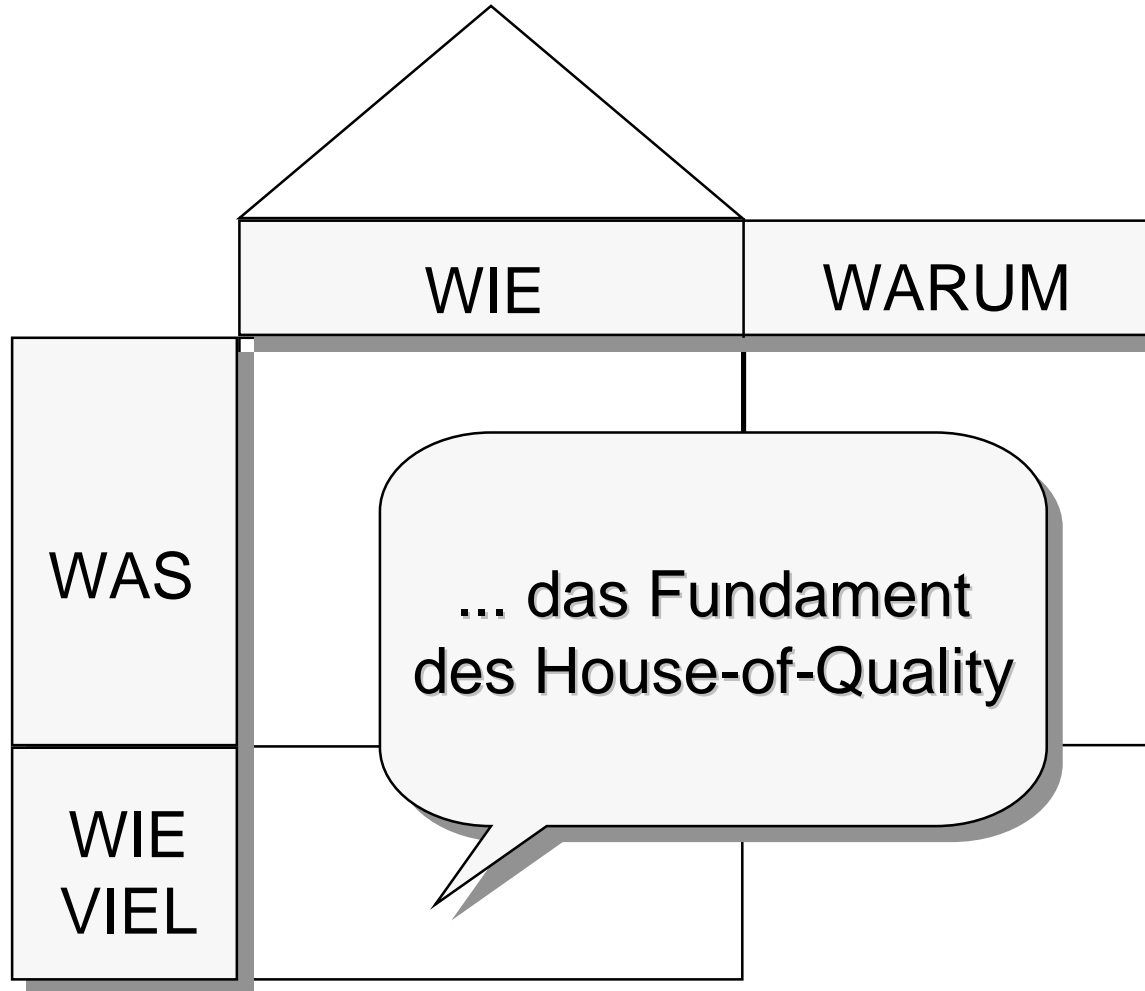 WIE
WARUM
WAS
... das Fundament
des House-of-Quality
WIE
VIEL